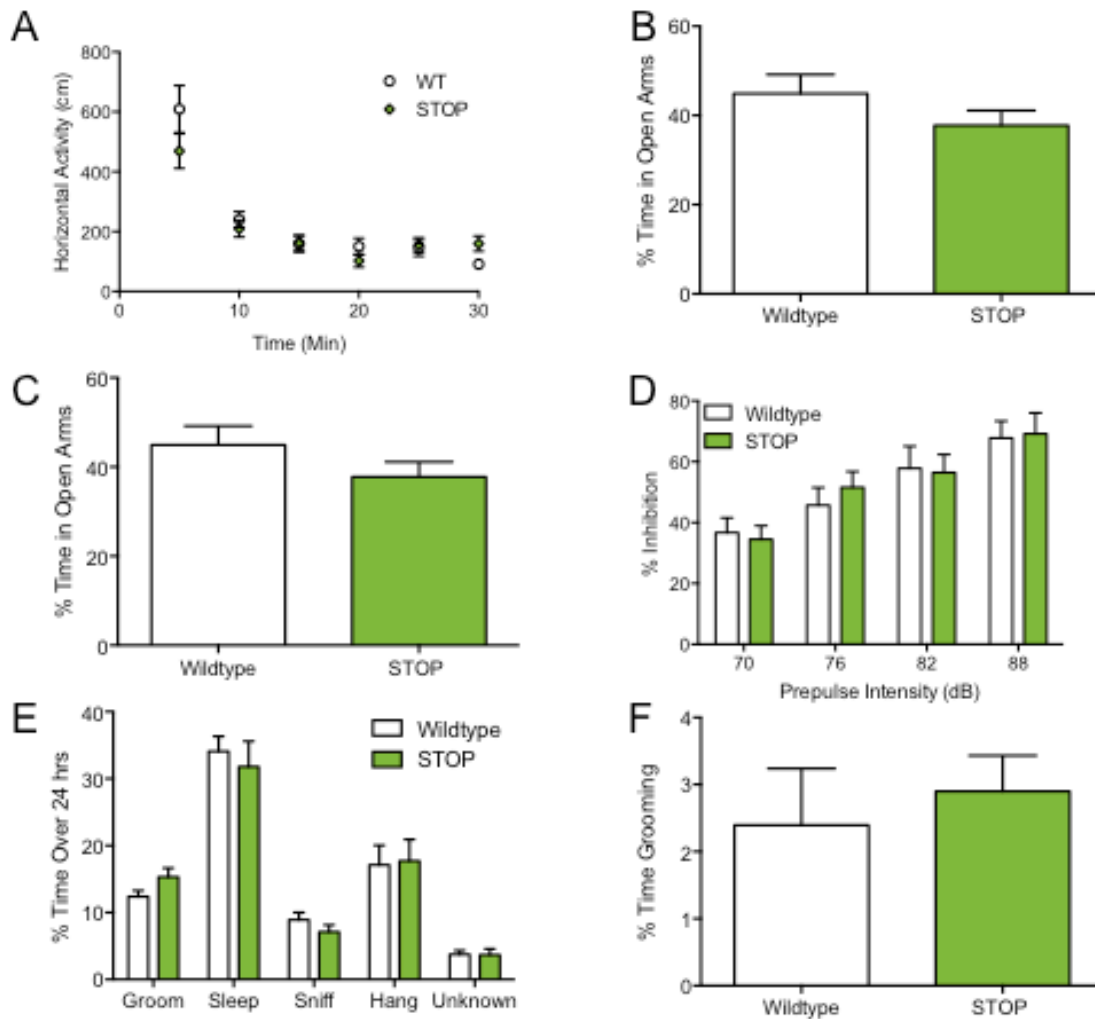 A
800
600
400
200
0
Horizontal Activity (cm)
WT
STOP
0
10
20
30
Time (Min)
B
60
40
20
0
% Time in Open Arms
Wildtype
STOP
C
60
40
20
0
% Time in Open Arms
Wildtype
STOP
D
80
60
40
20
0
% Inhibition
Wildtype
STOP
70
76
82
88
Prepulse Intensity (dB)
E
40
30
20
10
0
% Time Over 24 hrs
Wildtype
STOP
Groom
Sleep
Sniff
Hang
Unknown
F
4
3
2
1
0
% Time Grooming
Wildtype
STOP